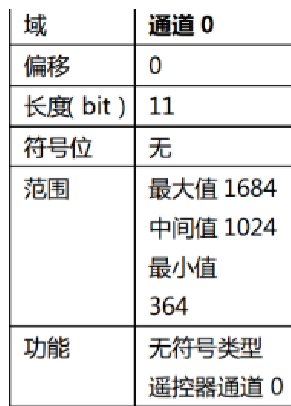 域 通道 0
偏移 0
长度( bit ) 11
符号位 无
范围 最大值 1684
中间值 1024
最小值
364
功能 无符号类型
遥控器通道 0